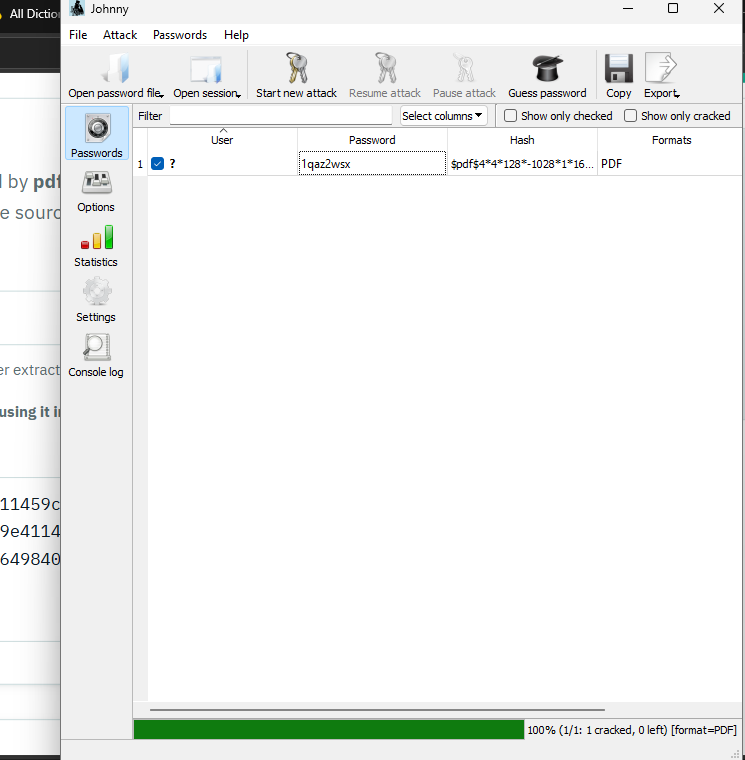 All Dictio
Johnny
File Attack Passwords Help
Open password file Open session Start new attack Resume attack Pause attack Guess password Copy Export
Filter Select columns Show only checked Show only cracked
User Password Hash Formats
1 ? 1qaz2wsx $pdf$4*4*128*-1028*1*16... PDF
Passwords
Options
Statistics
Settings
Console log
by pdf
e sourc
er extract
using it in
11459c
9e4114
649840
100% (1/1: 1 cracked, 0 left) [format=PDF]